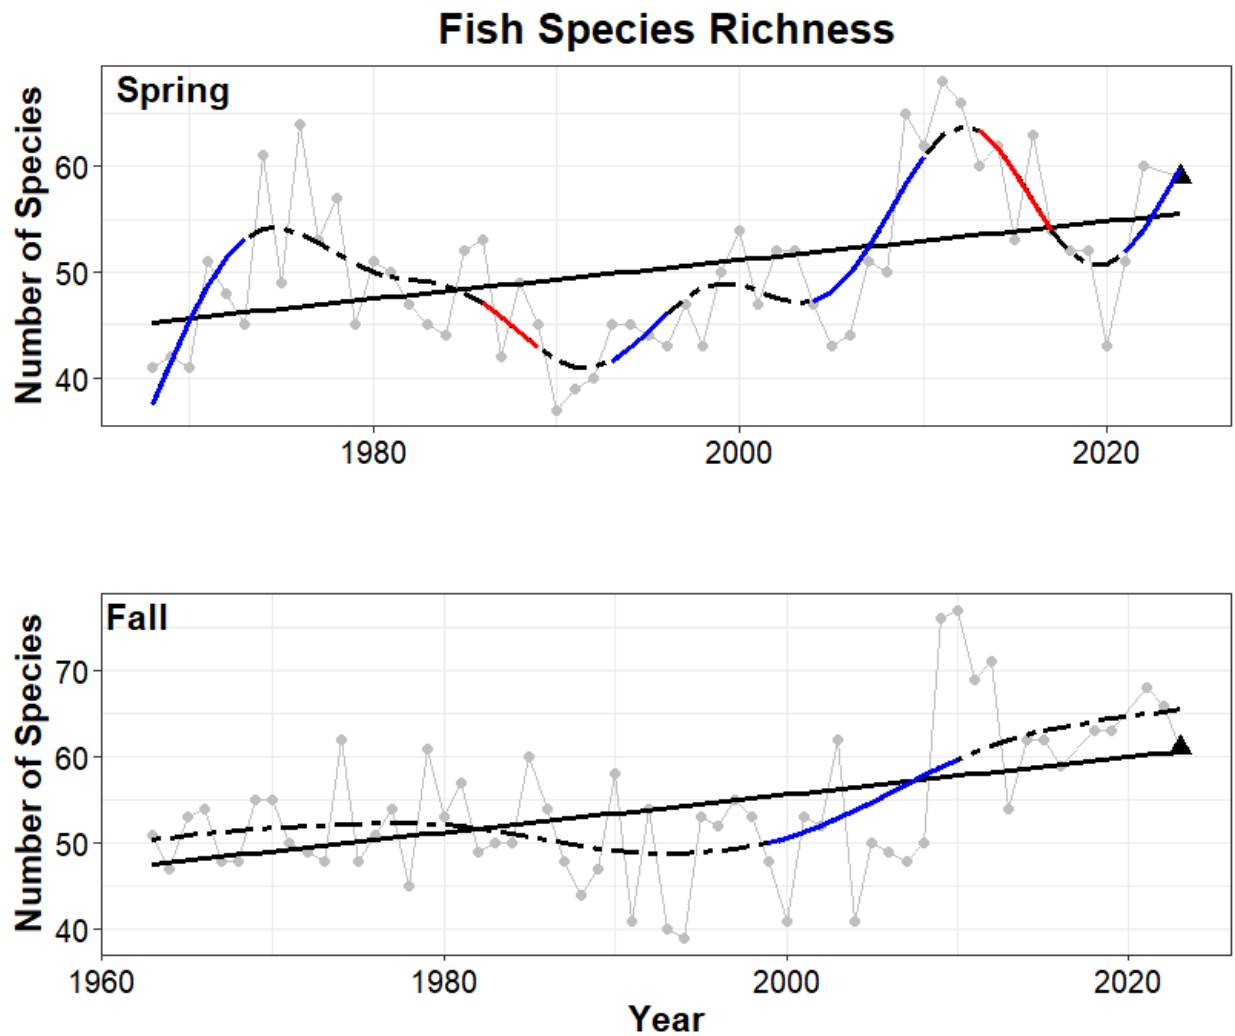 Fish Species Richness
Spring
Number of Species
60
50
40
1980
2000
2020
Fall
Number of Species
70
60
50
40
1960
1980
2000
2020
Year